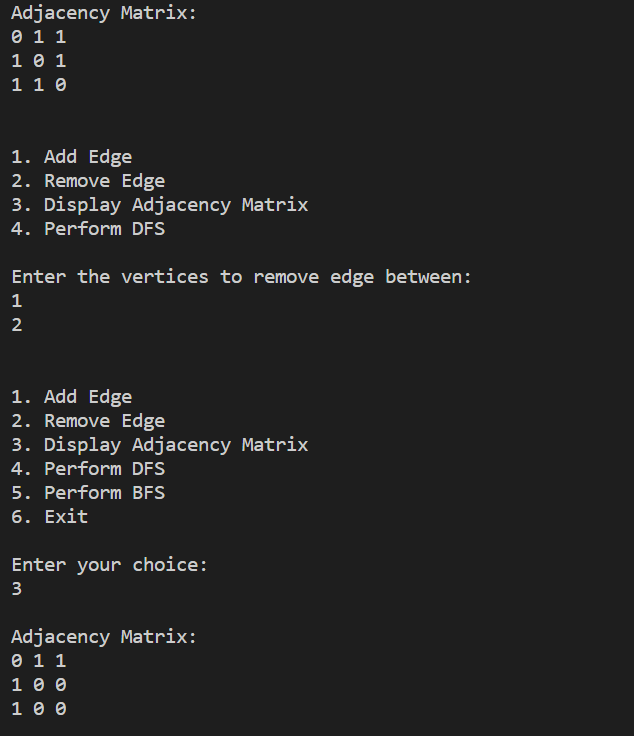 Adjacency Matrix:
0 1 1
1 0 1
1 1 0
1. Add Edge
2. Remove Edge
3. Display Adjacency Matrix
4. Perform DFS
Enter the vertices to remove edge between:
1
2
1. Add Edge
2. Remove Edge
3. Display Adjacency Matrix
4. Perform DFS
5. Perform BFS
6. Exit
Enter your choice:
3
Adjacency Matrix:
0 1 1
1 0 0
1 0 0